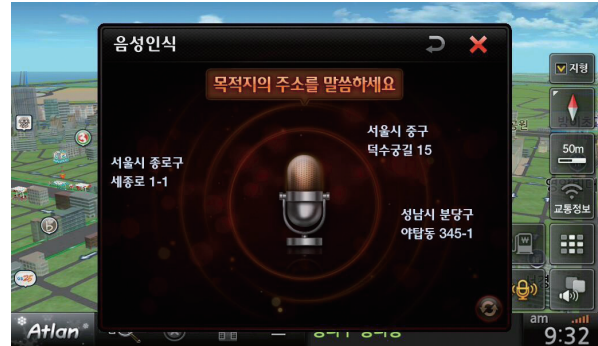 음성인식
목적지의 주소를 말씀하세요
지형
서울시 중구
덕수궁길 15
50m
서울시 종로구
세종로 1-1
교통정보
성남시 분당구
야탑동 345-1
Atlan
am
9:32